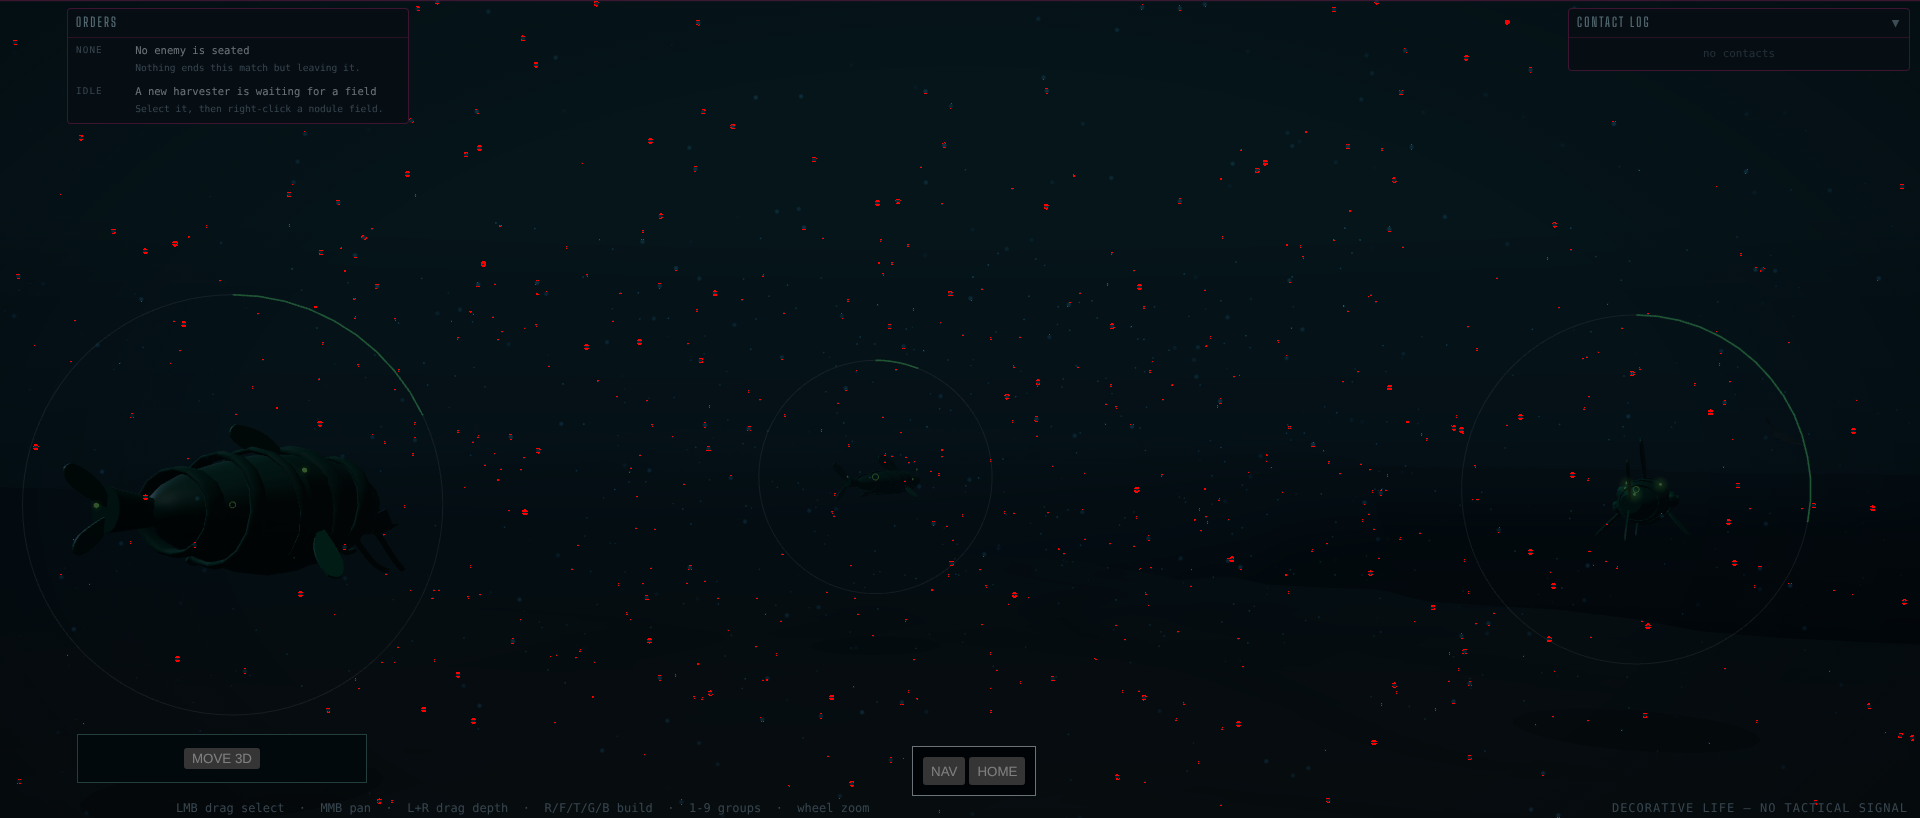 ORDERS
NONE No enemy is seated
Nothing ends this match but leaving it.
IDLE A new harvester is waiting for a field
Select it, then right-click a nodule field.
CONTACT LOG ▼
no contacts
MOVE 3D
NAV HOME
LMB drag select · MMB pan · L+R drag depth · R/F/T/G/B build · 1-9 groups · wheel zoom
DECORATIVE LIFE — NO TACTICAL SIGNAL